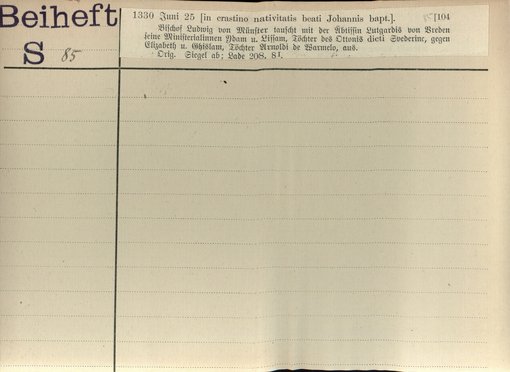 Beiheft
S 85
1330 Juni 25 [in crastino nativitatis beati Johannis bapt.]. 85 [104
Bischof Ludwig von Münster tauscht mit der Äbtissin Lutgardis von Vreden
seine Ministerialinnen Ydam u. Lissam, Töchter des Ottonis dicti Svederinc, gegen
Elizabeth u. Ghislam, Töchter Arnoldi de Warmelo, aus.
Orig. Siegel ab; Lade 208, 8